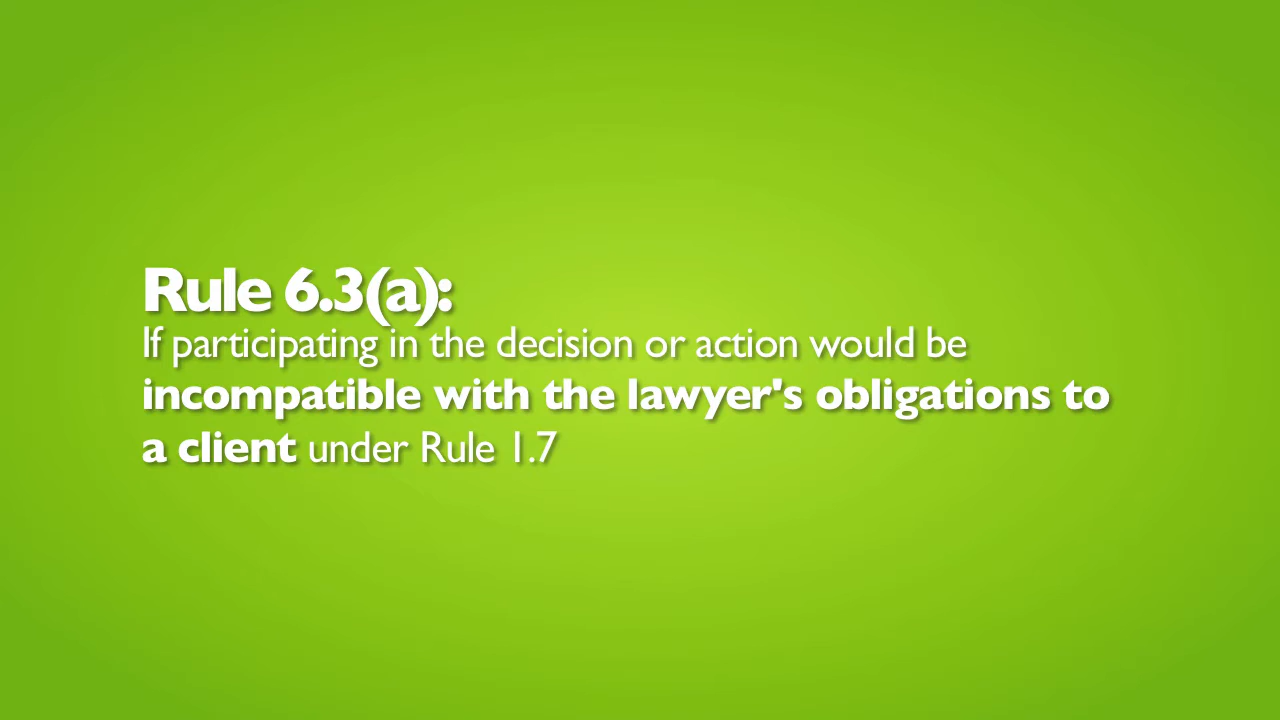 Rule 6.3(a):
If participating in the decision or action would be
incompatible with the lawyer's obligations to
a client under Rule 1.7